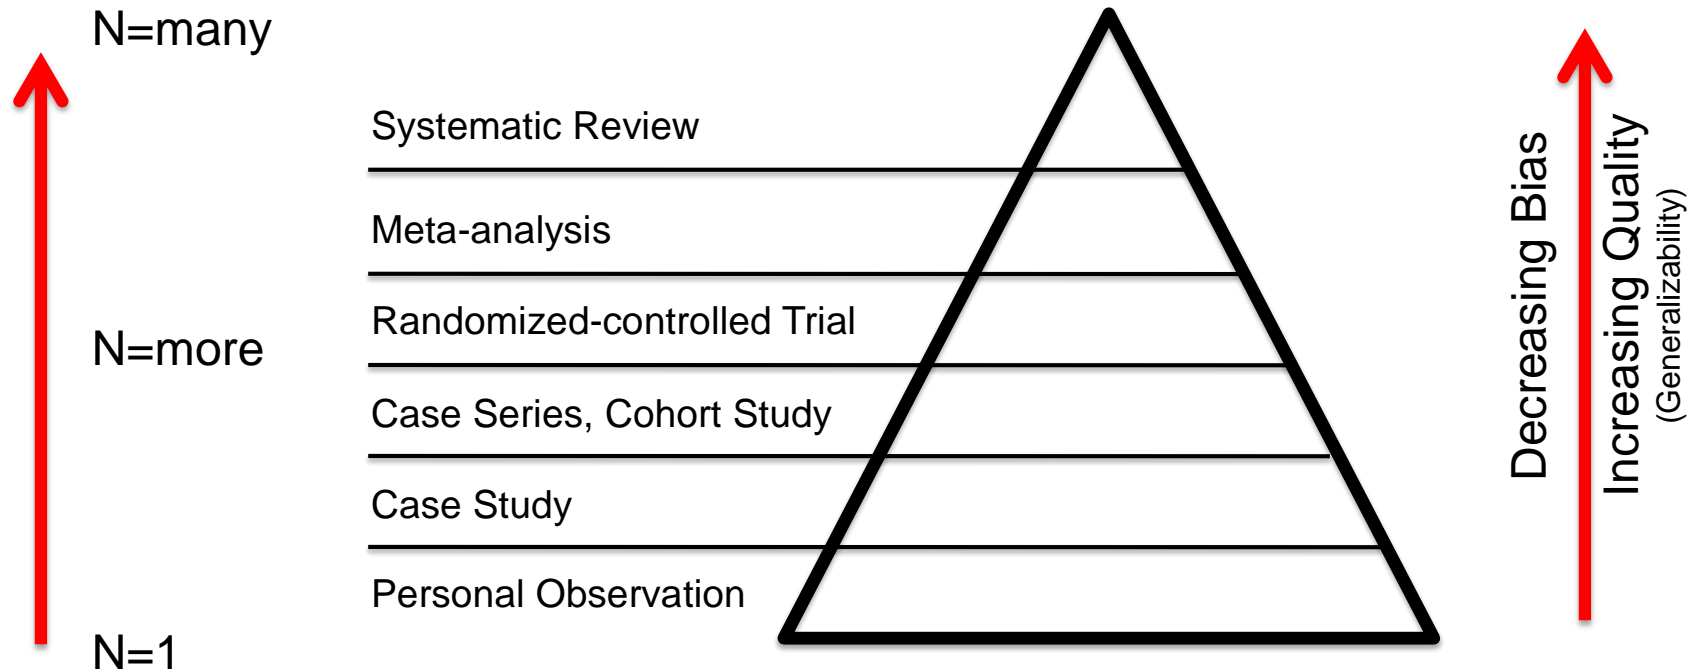 N=many
Systematic Review
Meta-analysis
Randomized-controlled Trial
N=more
Case Series, Cohort Study
Case Study
Personal Observation
N=1
Decreasing Bias
Increasing Quality
(Generalizability)